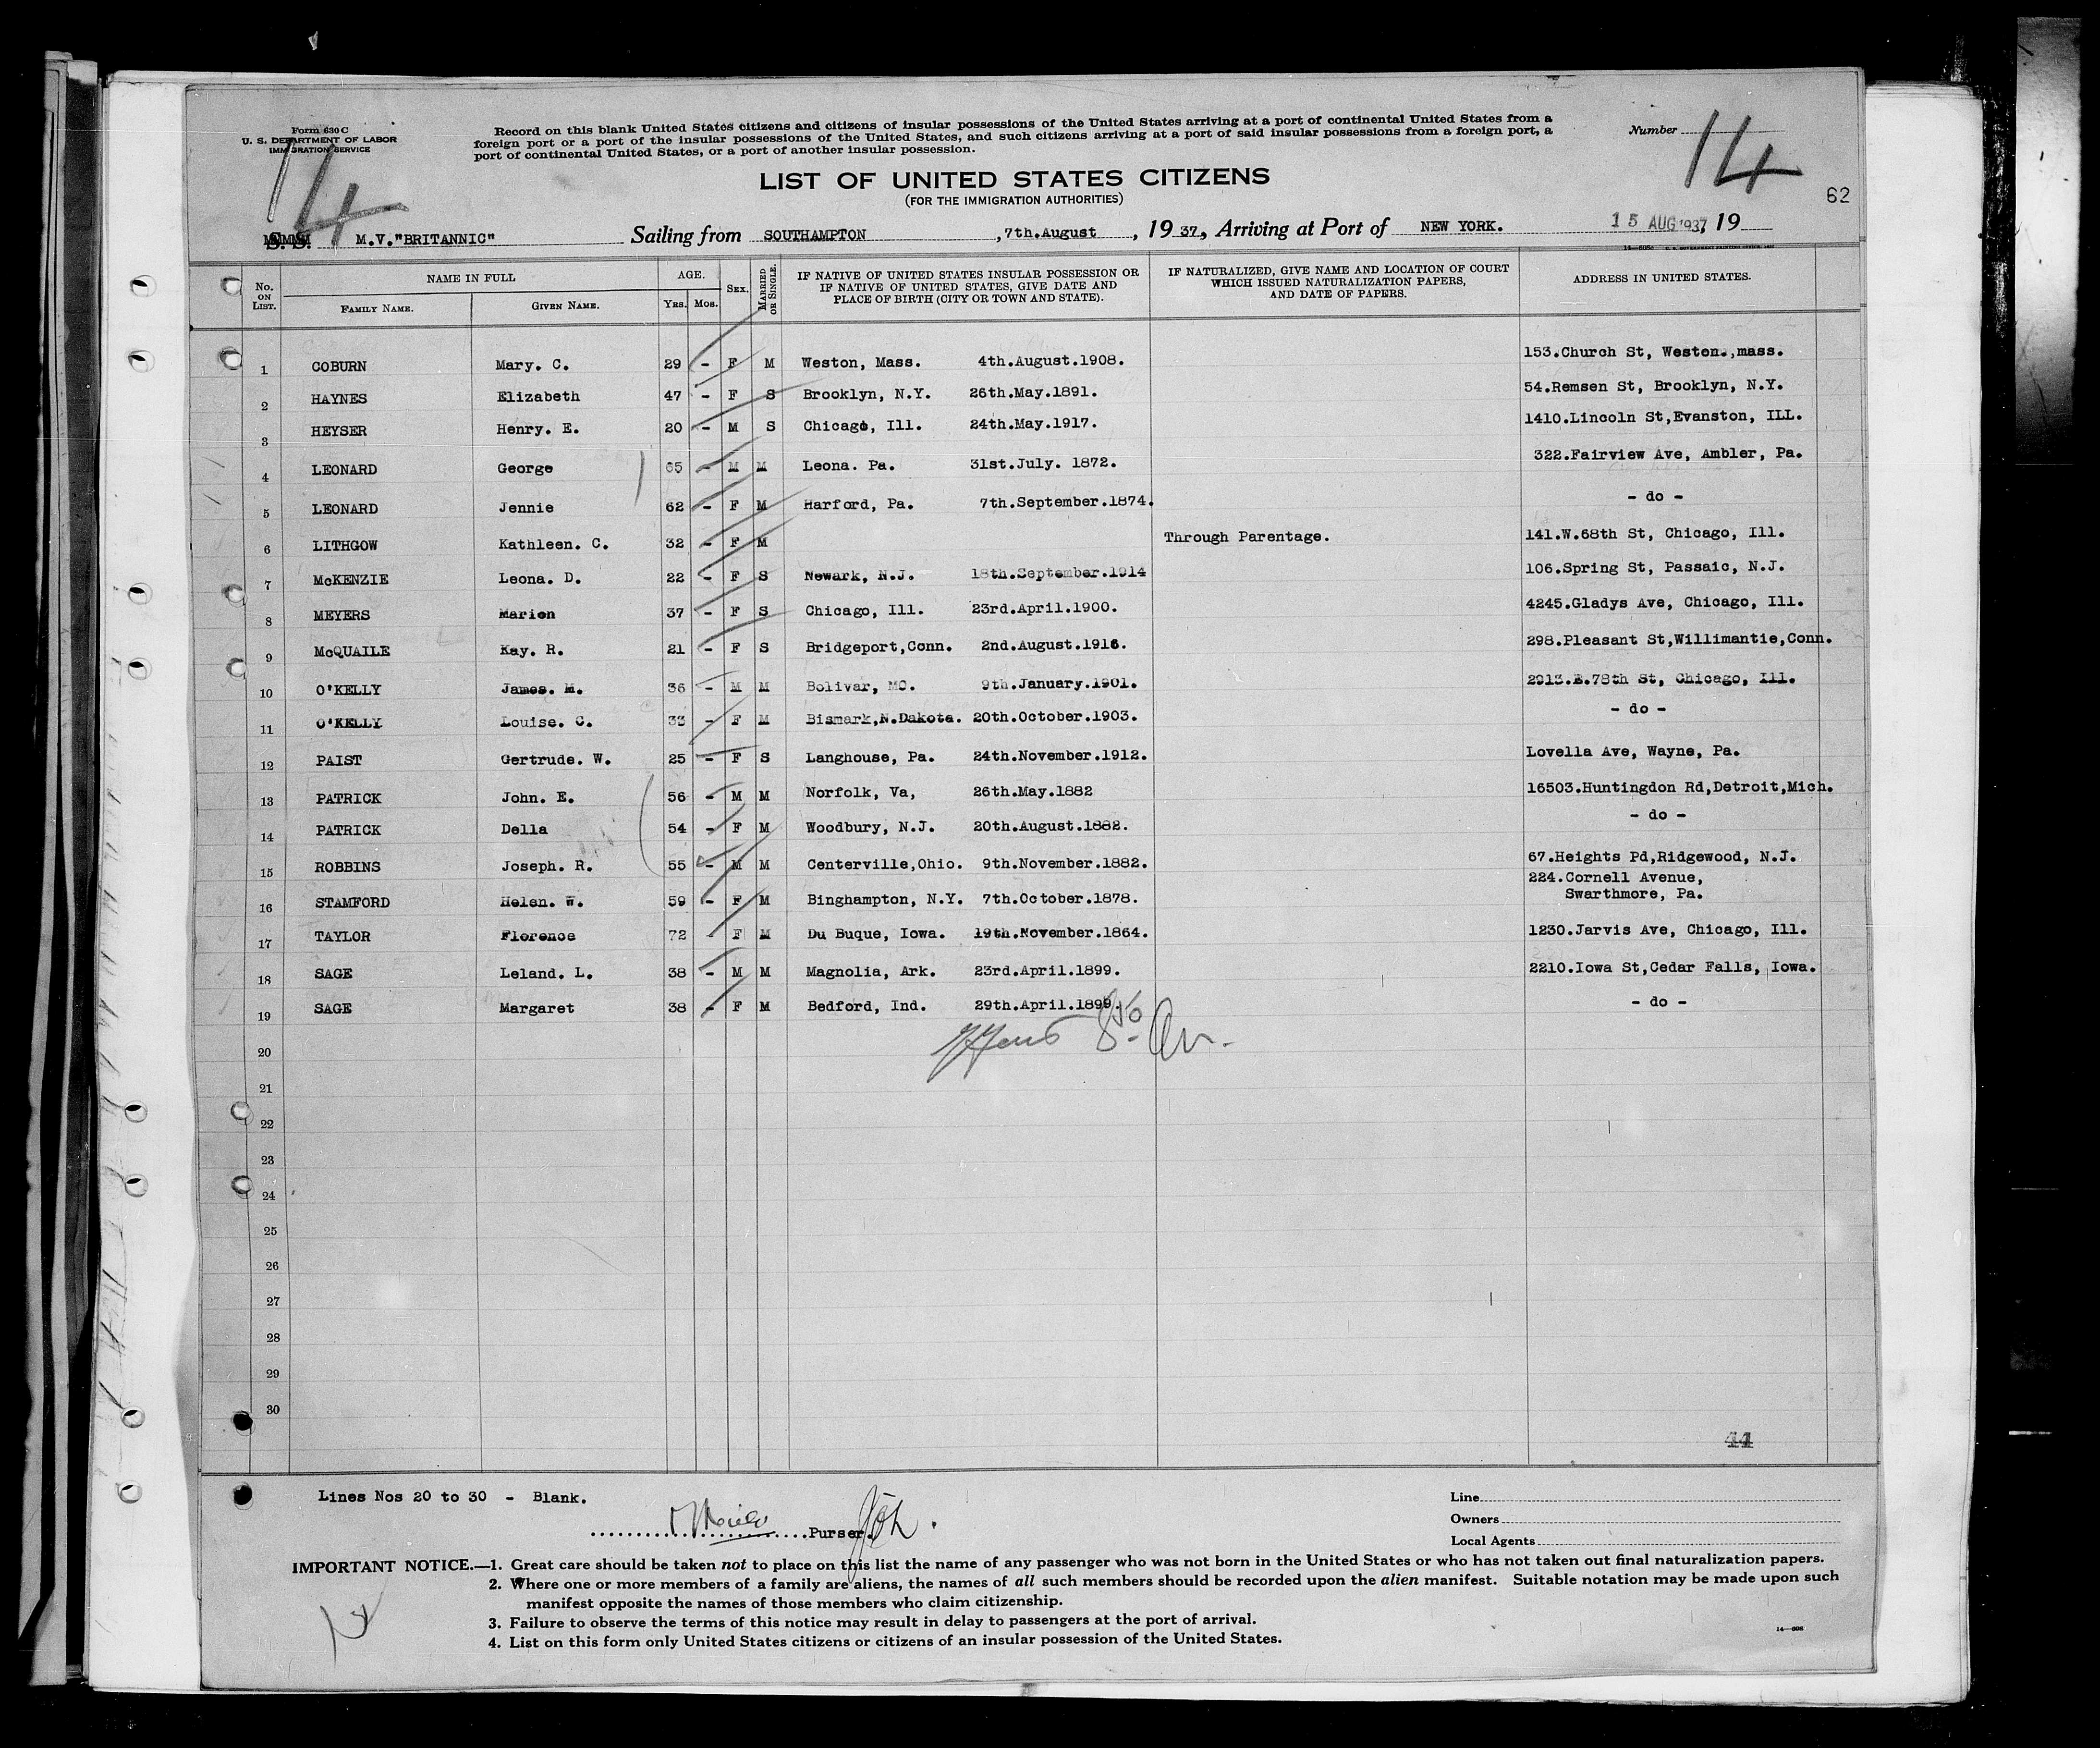 Form 630 C
U. S. DEPARTMENT OF LABOR
IMMIGRATION SERVICE
14
Record on this blank United States citizens and citizens of insular possessions of the United States arriving at a port of continental United States from a
foreign port or a port of the insular possessions of the United States, and such citizens arriving at a port of said insular possessions from a foreign port, a
port of continental United States, or a port of another insular possession.
Number 14
LIST OF UNITED STATES CITIZENS
(FOR THE IMMIGRATION AUTHORITIES)
62
S. S. M.V."BRITANNIC" Sailing from SOUTHAMPTON , 7th.August , 19 37, Arriving at Port of NEW YORK. 15 AUG 1937, 19
No. ON LIST. NAME IN FULL AGE. SEX. MARRIED OR SINGLE. IF NATIVE OF UNITED STATES INSULAR POSSESSION OR IF NATIVE OF UNITED STATES, GIVE DATE AND PLACE OF BIRTH (CITY OR TOWN AND STATE). IF NATURALIZED, GIVE NAME AND LOCATION OF COURT WHICH ISSUED NATURALIZATION PAPERS, AND DATE OF PAPERS. ADDRESS IN UNITED STATES.
FAMILY NAME. GIVEN NAME. YRS. MOS.
1 COBURN Mary. C. 29 - F M Weston, Mass. 4th.August.1908. 153.Church St, Weston.,mass.
2 HAYNES Elizabeth 47 - F S Brooklyn, N.Y. 26th.May.1891. 54.Remsen St, Brooklyn, N.Y.
3 HEYSER Henry. E. 20 - M S Chicago, Ill. 24th.May.1917. 1410.Lincoln St,Evanston, ILL.
4 LEONARD George 65 - M M Leona. Pa. 31st.July. 1872. 322.Fairview Ave, Ambler, Pa.
5 LEONARD Jennie 62 - F M Harford, Pa. 7th.September.1874. - do -
6 LITHGOW Kathleen. C. 32 - F M Through Parentage. 141.W.68th St, Chicago, Ill.
7 McKENZIE Leona. D. 22 - F S Newark, N.J. 18th.September.1914 106.Spring St, Passaic, N.J.
8 MEYERS Marion 37 - F S Chicago, Ill. 23rd.April.1900. 4245.Gladys Ave, Chicago, Ill.
9 McQUAILE Kay. R. 21 - F S Bridgeport,Conn. 2nd.August.1916. 298.Pleasant St,Willimantie,Conn.
10 O'KELLY James. M. 36 - M M Bolivar, MO. 9th.January.1901. 2913.E.78th St, Chicago, Ill.
11 O'KELLY Louise. C. 33 - F M Bismark,N.Dakota. 20th.October.1903. - do -
12 PAIST Gertrude. W. 25 - F S Langhouse, Pa. 24th.November.1912. Lovella Ave, Wayne, Pa.
13 PATRICK John. E. 56 - M M Norfolk, Va, 26th.May.1882 16503.Huntingdon Rd,Detroit,Mich.
14 PATRICK Della 54 - F M Woodbury, N.J. 20th.August.1882. - do -
15 ROBBINS Joseph. R. 55 - M M Centerville,Ohio. 9th.November.1882. 67.Heights Pd,Ridgewood, N.J.
16 STAMFORD Helen. W. 59 - F M Binghampton, N.Y. 7th.October.1878. 224.Cornell Avenue,
Swarthmore, Pa.
17 TAYLOR Florence 72 - F M Du Buque, Iowa. 19th.November.1864. 1230.Jarvis Ave, Chicago, Ill.
18 SAGE Leland. L. 38 - M M Magnolia, Ark. 23rd.April.1899. 2210.Iowa St,Cedar Falls, Iowa.
19 SAGE Margaret 38 - F M Bedford, Ind. 29th.April.1899. - do -
20
21
22
23
24
25
26
27
28
29
30
44
Lines Nos 20 to 30 - Blank.
Purser.
Line
Owners
Local Agents
IMPORTANT NOTICE.—1. Great care should be taken not to place on this list the name of any passenger who was not born in the United States or who has not taken out final naturalization papers.
2. Where one or more members of a family are aliens, the names of all such members should be recorded upon the alien manifest. Suitable notation may be made upon such
manifest opposite the names of those members who claim citizenship.
3. Failure to observe the terms of this notice may result in delay to passengers at the port of arrival.
4. List on this form only United States citizens or citizens of an insular possession of the United States.